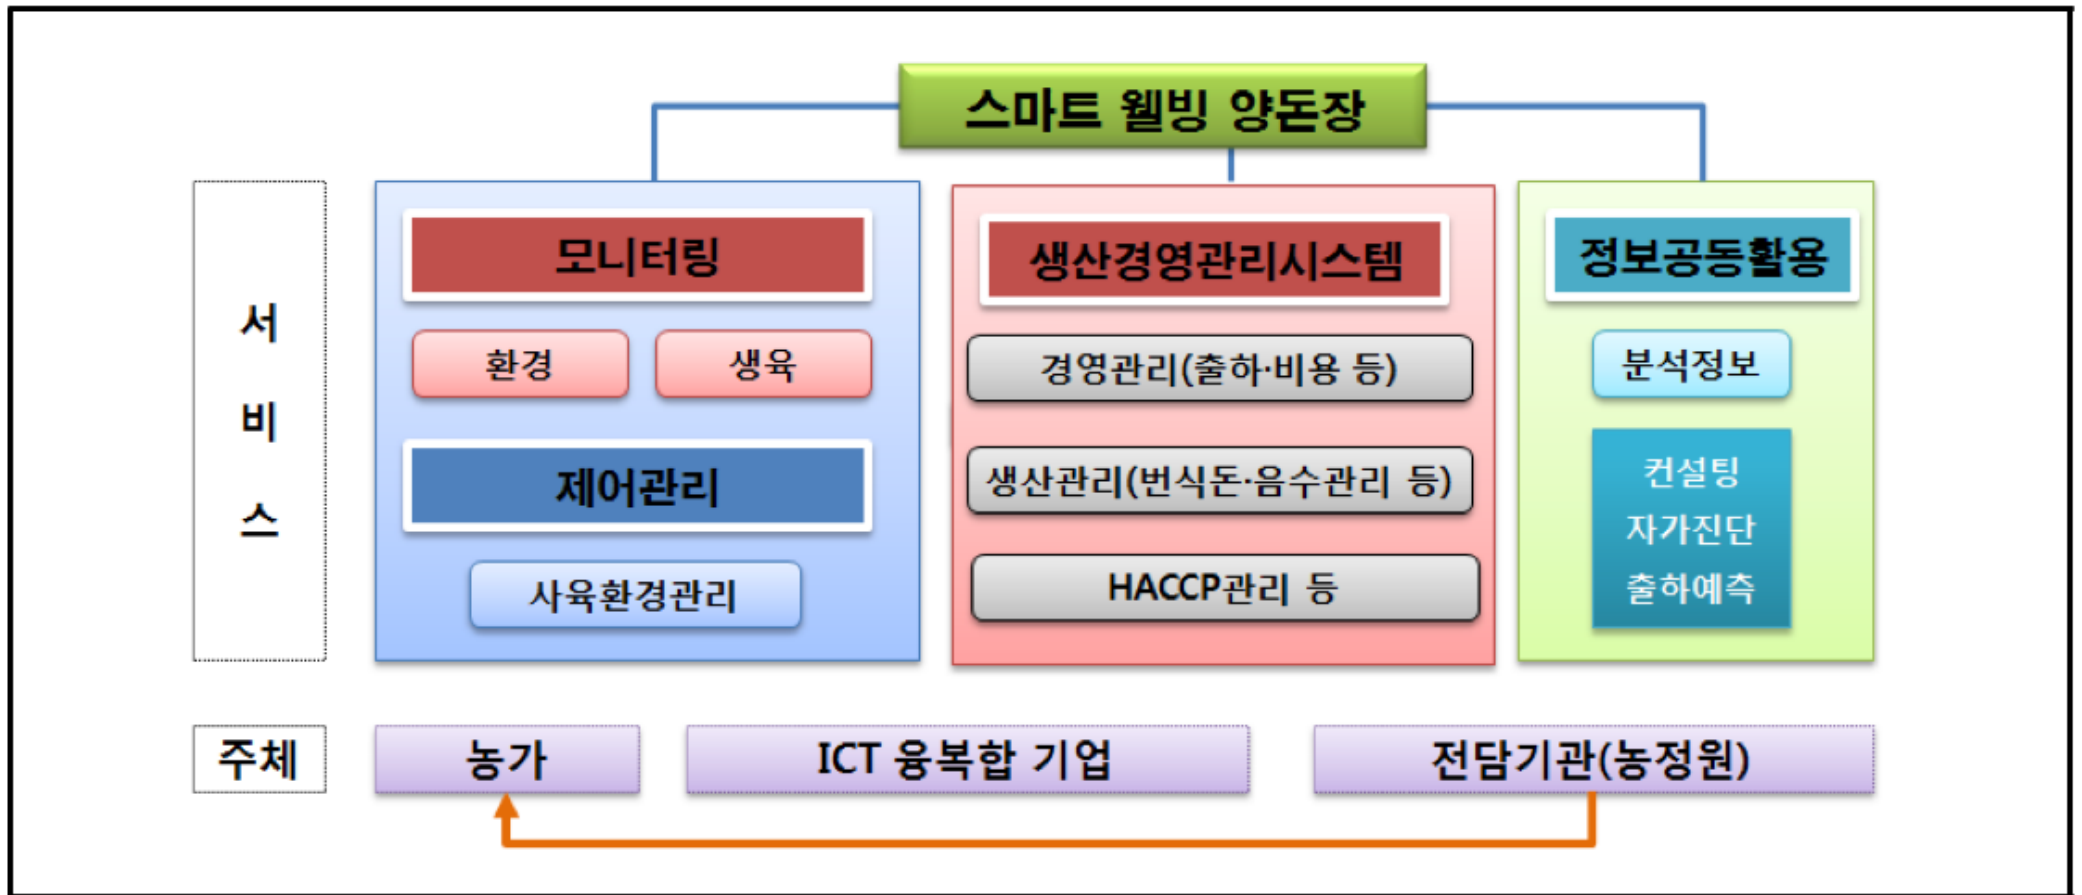 스마트 웰빙 양돈장
서
비
스
모니터링
환경
생육
제어관리
사육환경관리
생산경영관리시스템
경영관리(출하·비용 등)
생산관리(번식돈·음수관리 등)
HACCP관리 등
정보공동활용
분석정보
컨설팅
자가진단
출하예측
주체
농가
ICT 융복합 기업
전담기관(농정원)